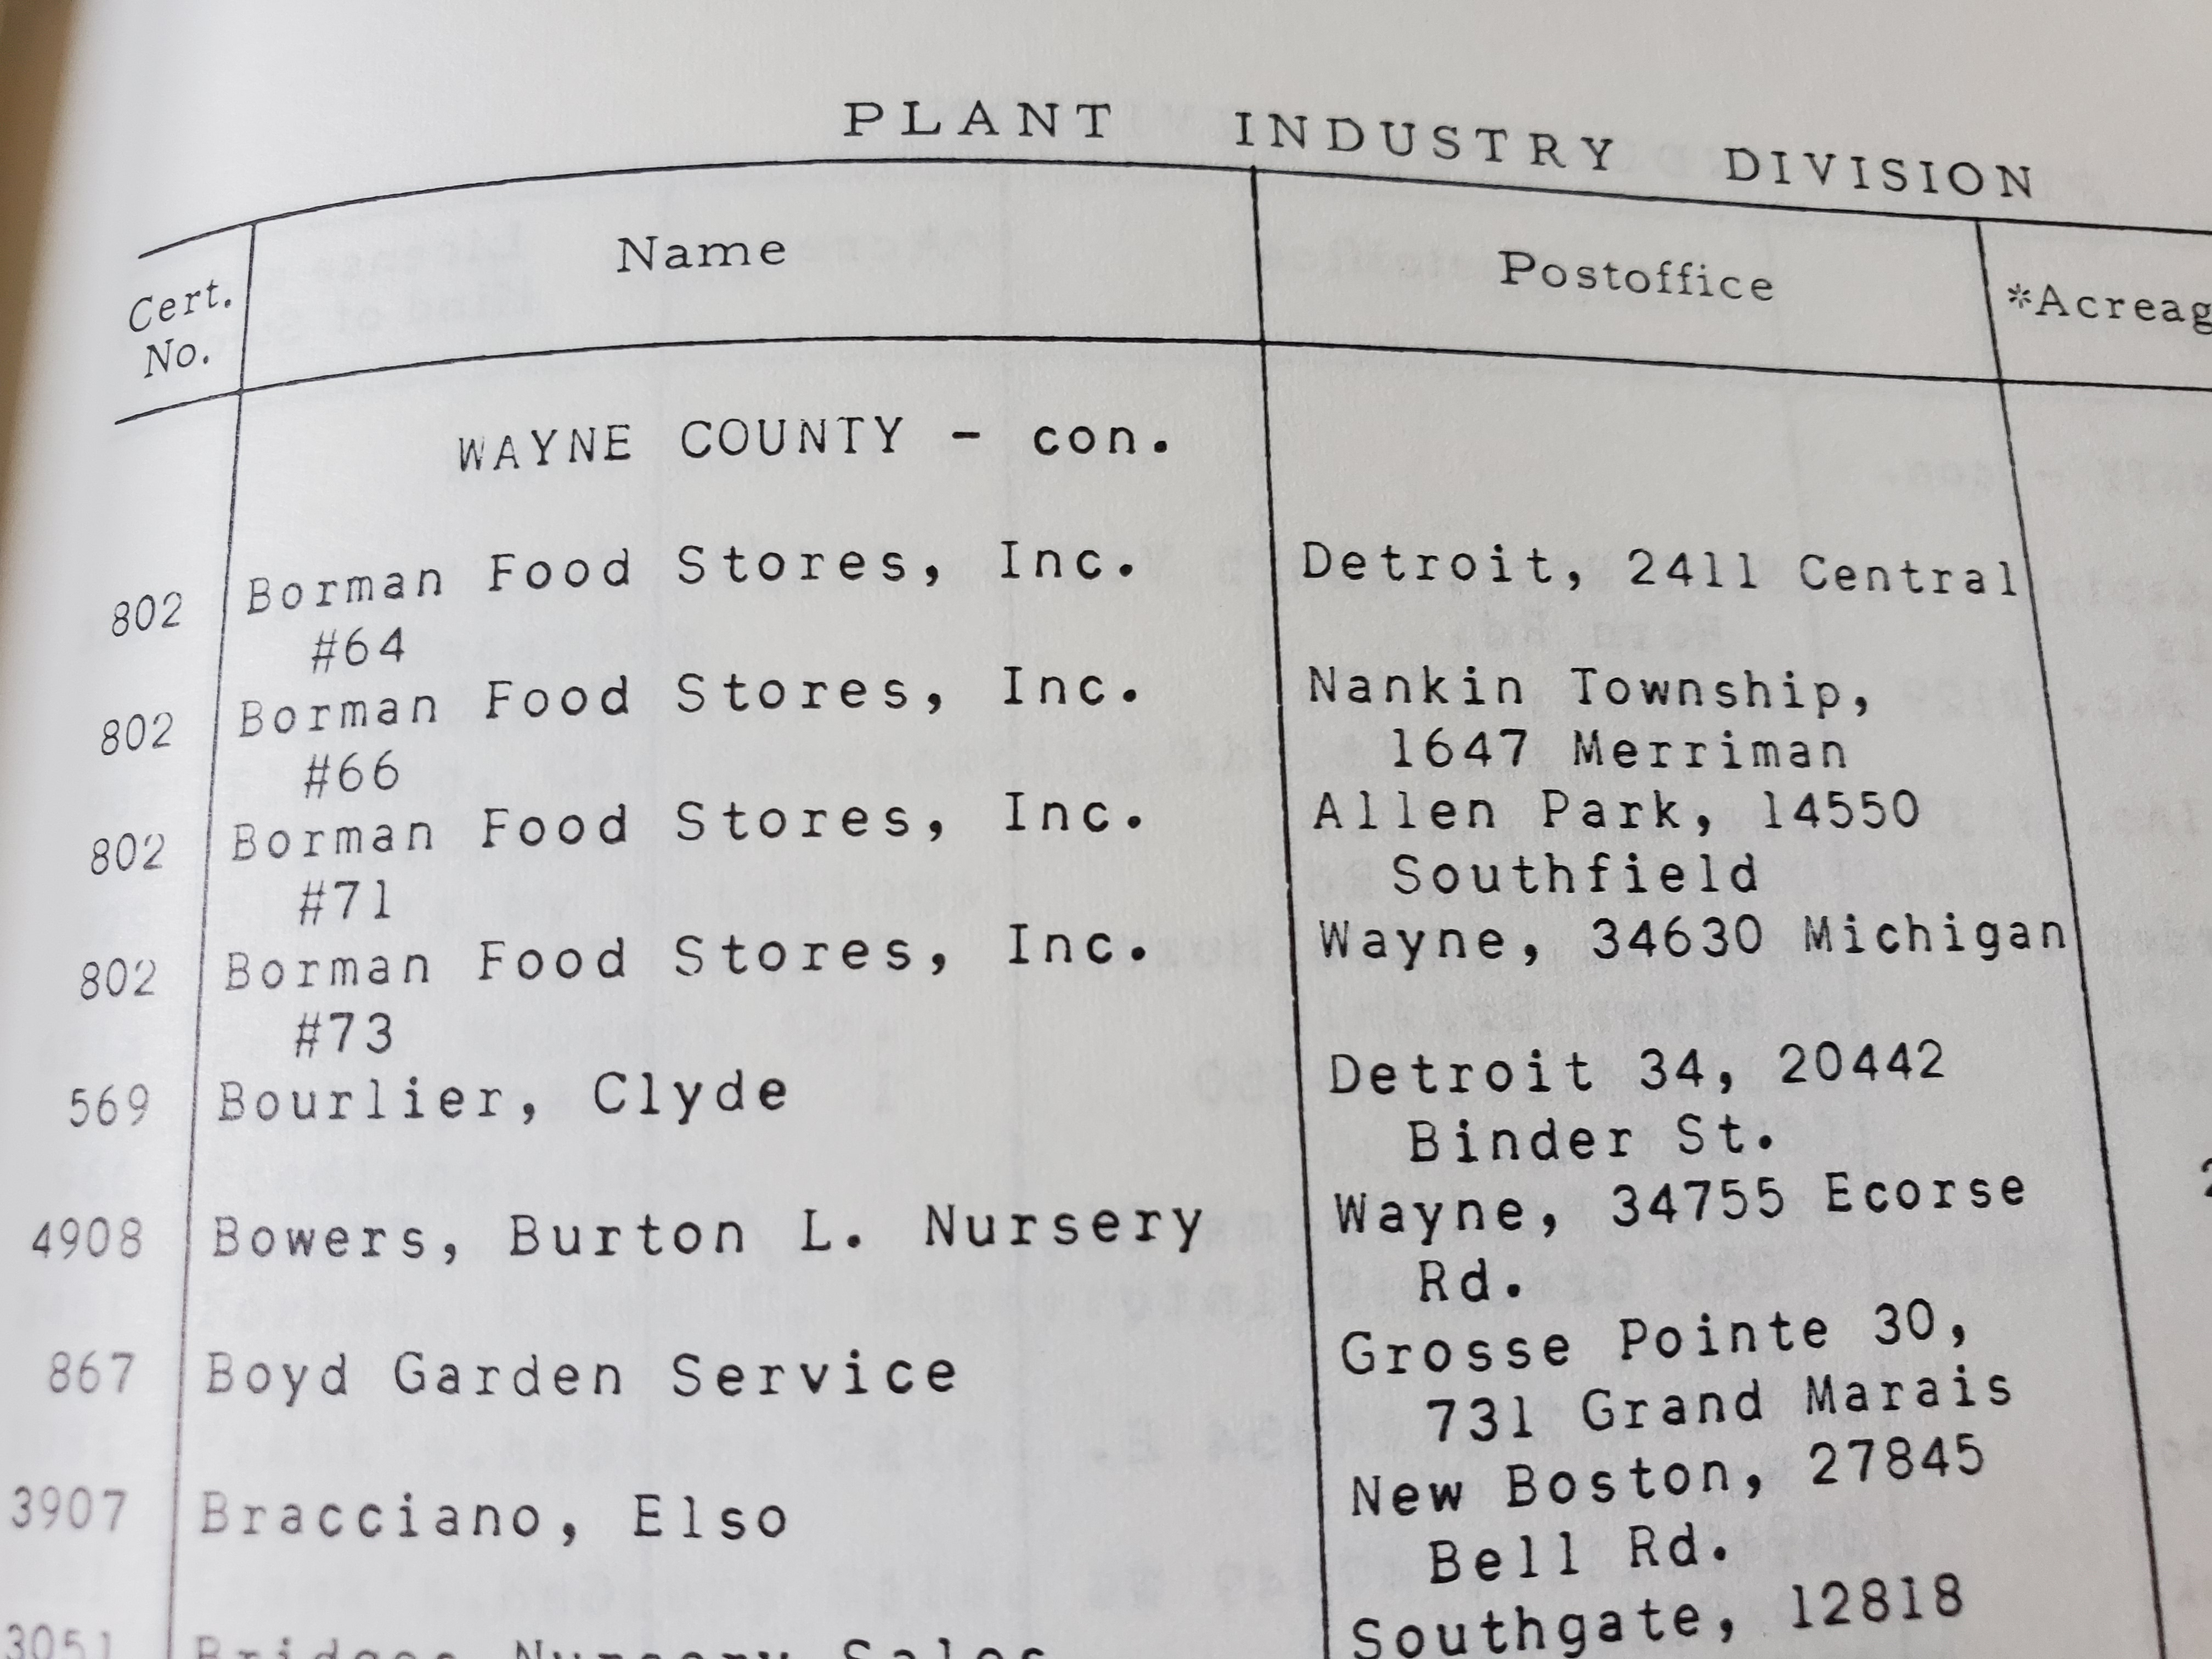 PLANT INDUSTRY DIVISION
Cert. No. Name Postoffice
WAYNE COUNTY - con.
802 Borman Food Stores, Inc. Detroit, 2411 Central
#64
802 Borman Food Stores, Inc. Nankin Township,
#66 1647 Merriman
802 Borman Food Stores, Inc. Allen Park, 14550
#71 Southfield
802 Borman Food Stores, Inc. Wayne, 34630 Michigan
#73
569 Bourlier, Clyde Detroit 34, 20442
Binder St.
4908 Bowers, Burton L. Nursery Wayne, 34755 Ecorse
Rd.
867 Boyd Garden Service Grosse Pointe 30,
731 Grand Marais
3907 Bracciano, Elso New Boston, 27845
Bell Rd.
3051 Bridges Nursery Sales Southgate, 12818